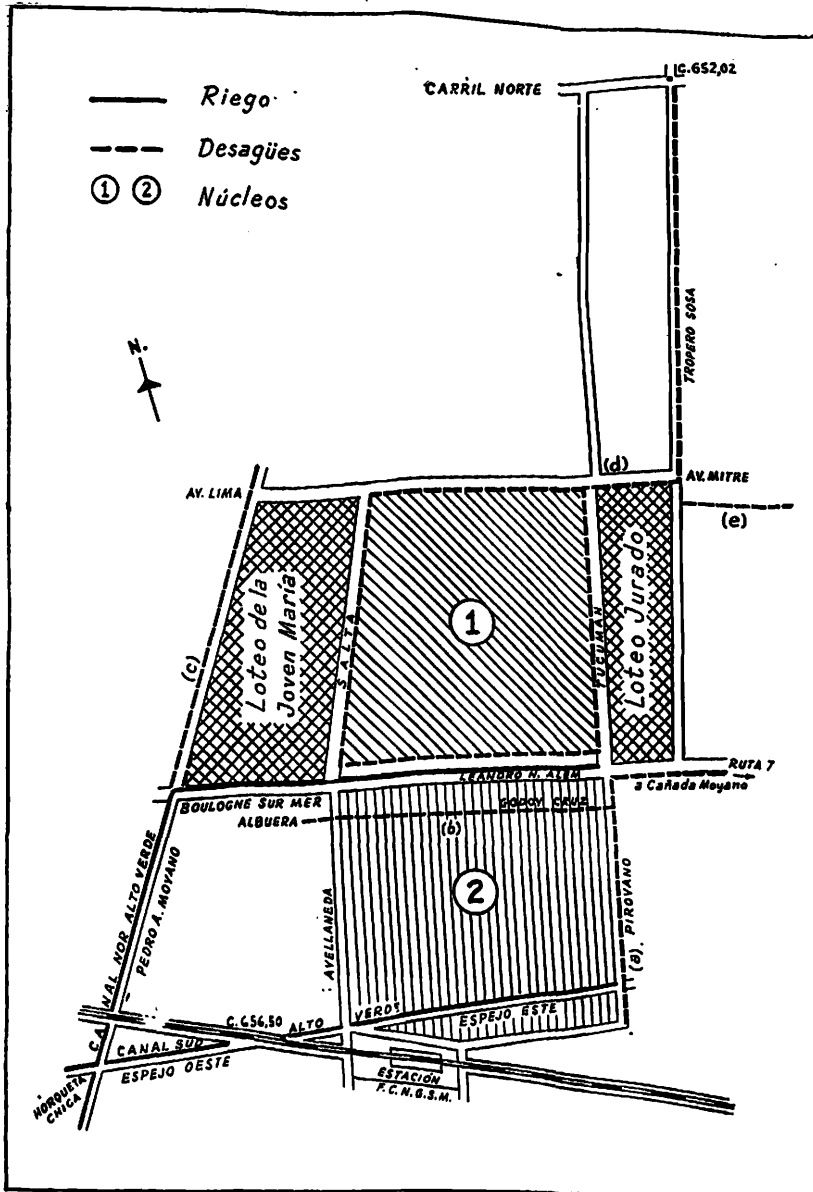 Riego
Desagües
① ② Núcleos
CARRIL NORTE
C.652,02
N.
TROPERO SOSA
(d)
AV. MITRE
AV. LIMA
(e)
Loteo de la
Joven María
(c)
SALTA
1
TUCUMAN
Loteo Jurado
RUTA 7
LEANDRO N. ALEM
a Cañada Moyano
BOULOGNE SUR MER
GODOY CRUZ
ALBUERA
(b)
CANAL NOR ALTO VERDE
PEDRO A. MOYANO
2
AVELLANEDA
(a) PIROVANO
C. 656,50
ALTO VERDE
ESPEJO ESTE
CANAL SUD
ESPEJO OESTE
ESTACIÓN
F.C.N.G.S.M.
HORQUETA
CHICA